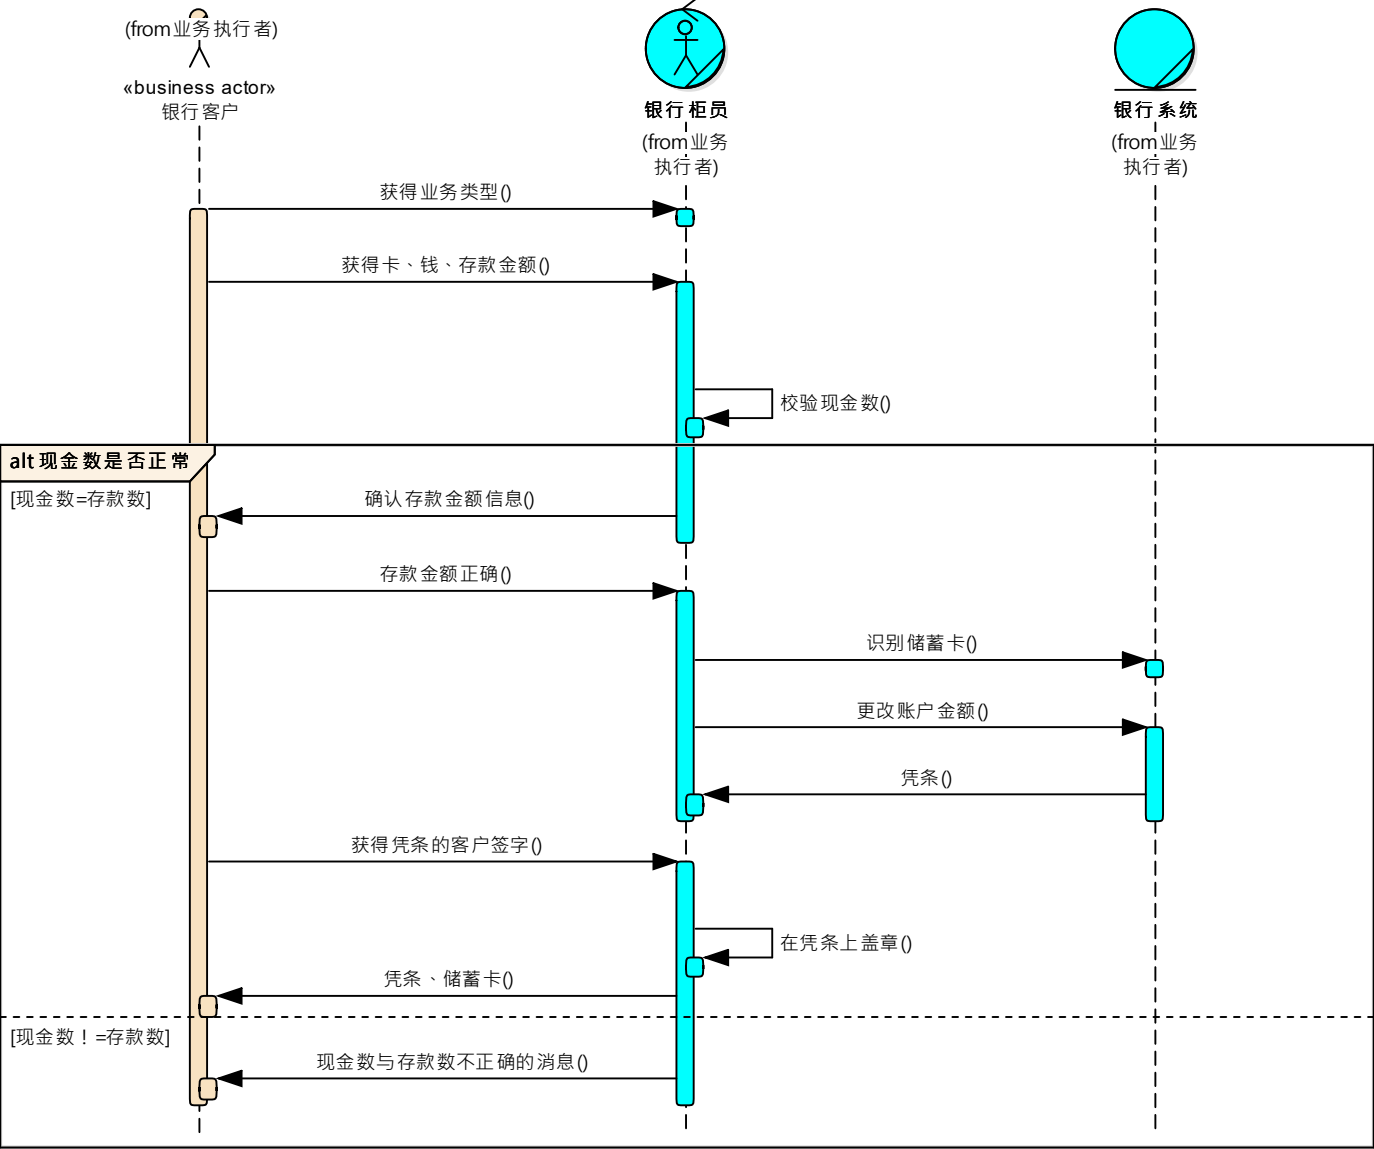 (from业务执行者)
«business actor»
银行客户
银行柜员
(from业务
执行者)
银行系统
(from业务
执行者)
获得业务类型()
获得卡、钱、存款金额()
校验现金数()
alt 现金数是否正常
[现金数=存款数]
确认存款金额信息()
存款金额正确()
识别储蓄卡()
更改账户金额()
凭条()
获得凭条的客户签字()
在凭条上盖章()
凭条、储蓄卡()
[现金数！=存款数]
现金数与存款数不正确的消息()